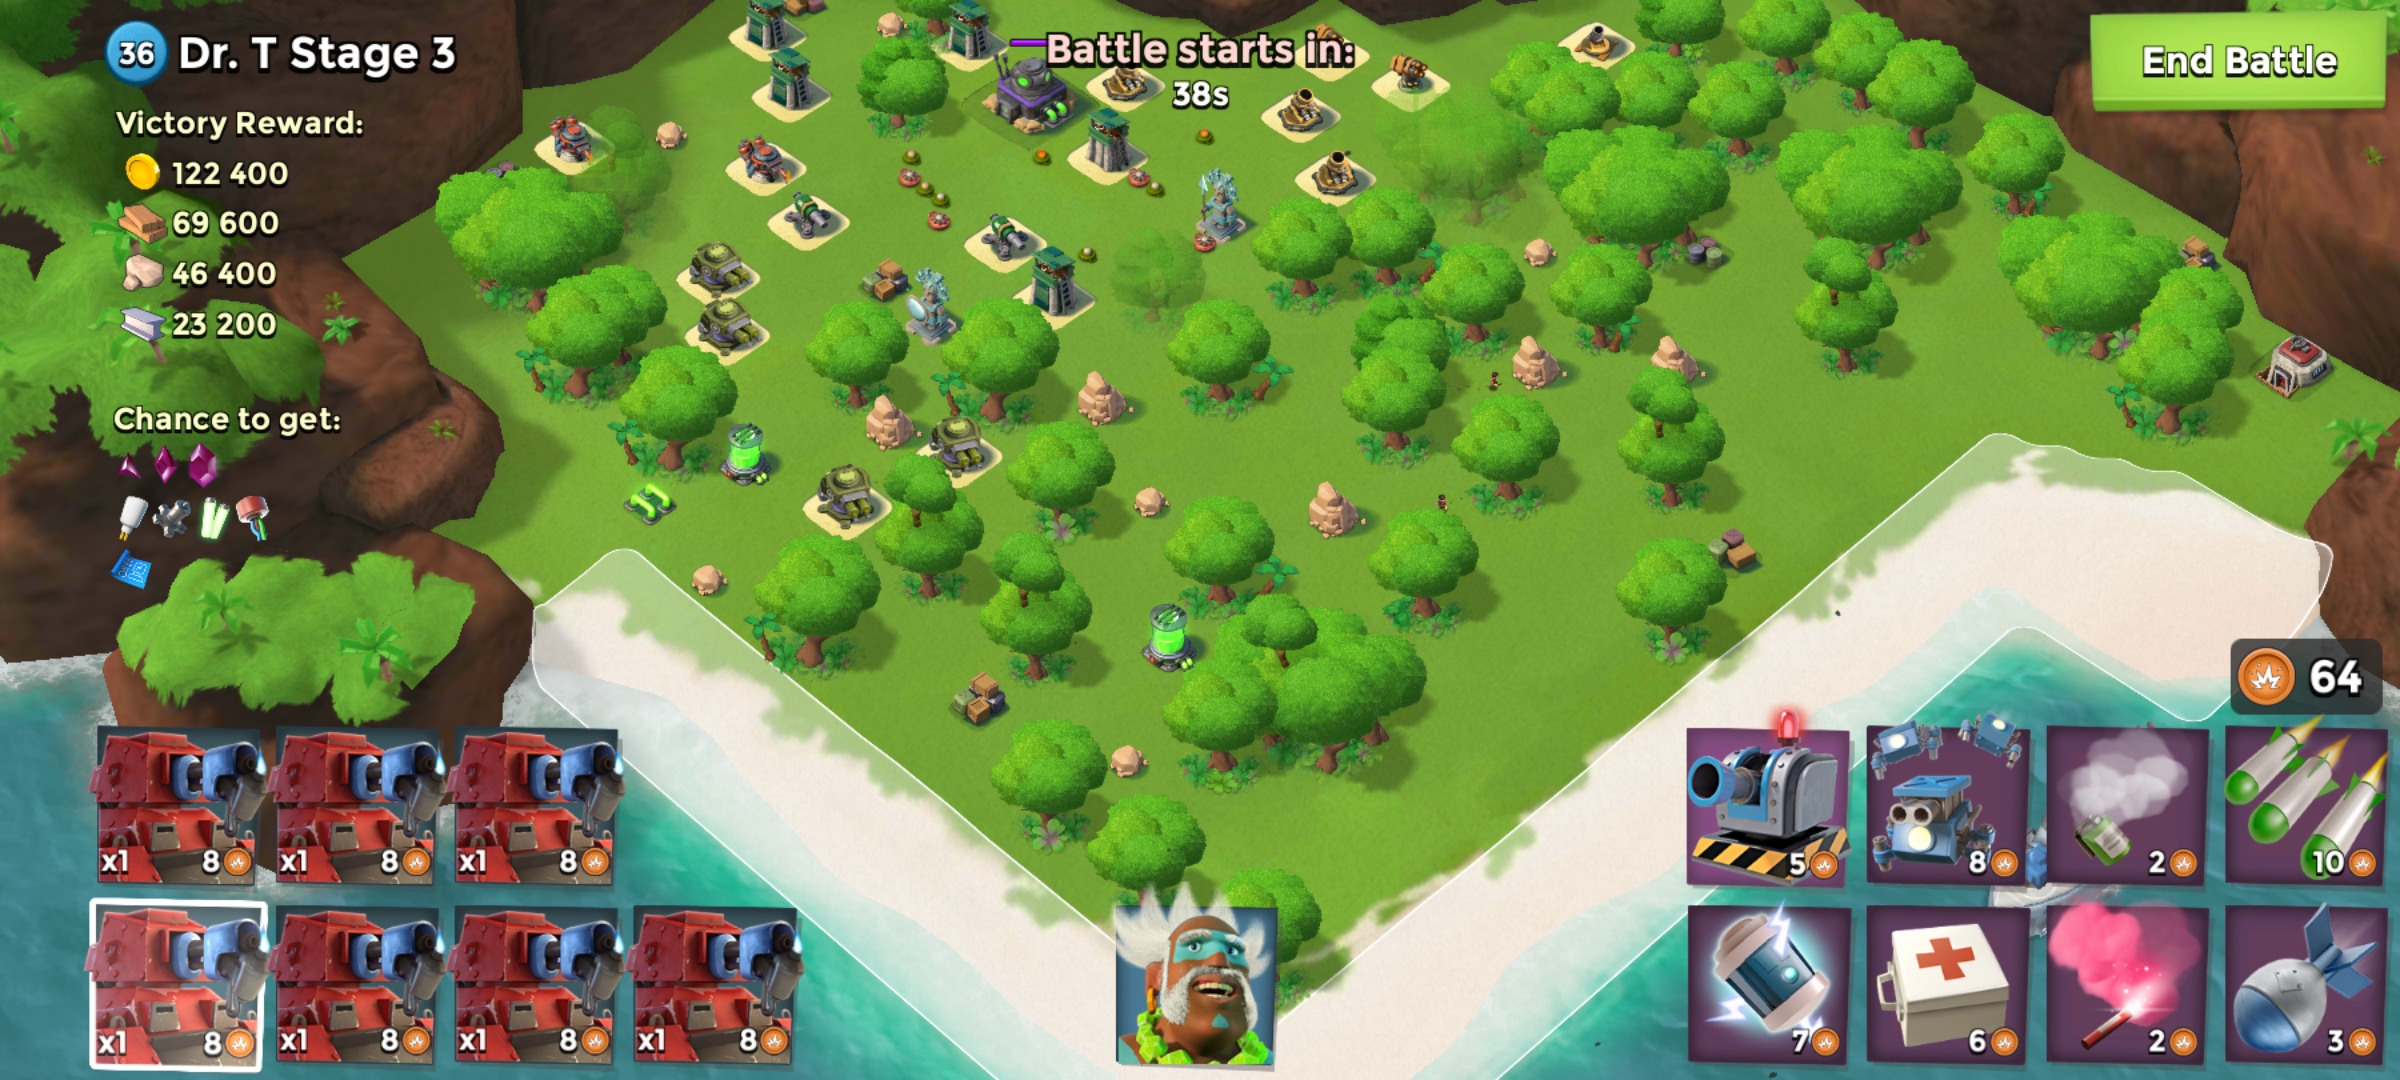 36 Dr. T Stage 3
Battle starts in:
38s
End Battle
Victory Reward:
122 400
69 600
46 400
23 200
Chance to get:
64
x1 8
x1 8
x1 8
5
8
2
10
x1 8
x1 8
x1 8
x1 8
7
6
2
3